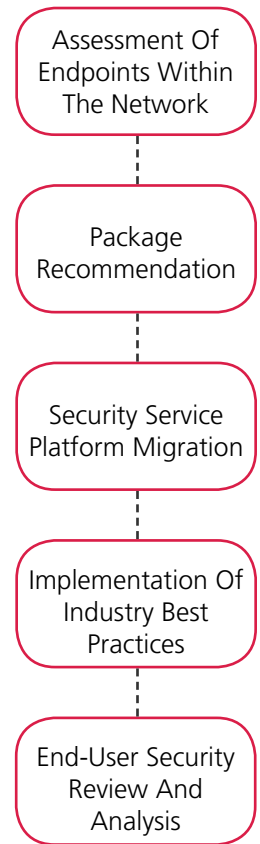 Assessment Of
Endpoints Within
The Network
Package
Recommendation
Security Service
Platform Migration
Implementation Of
Industry Best
Practices
End-User Security
Review And
Analysis